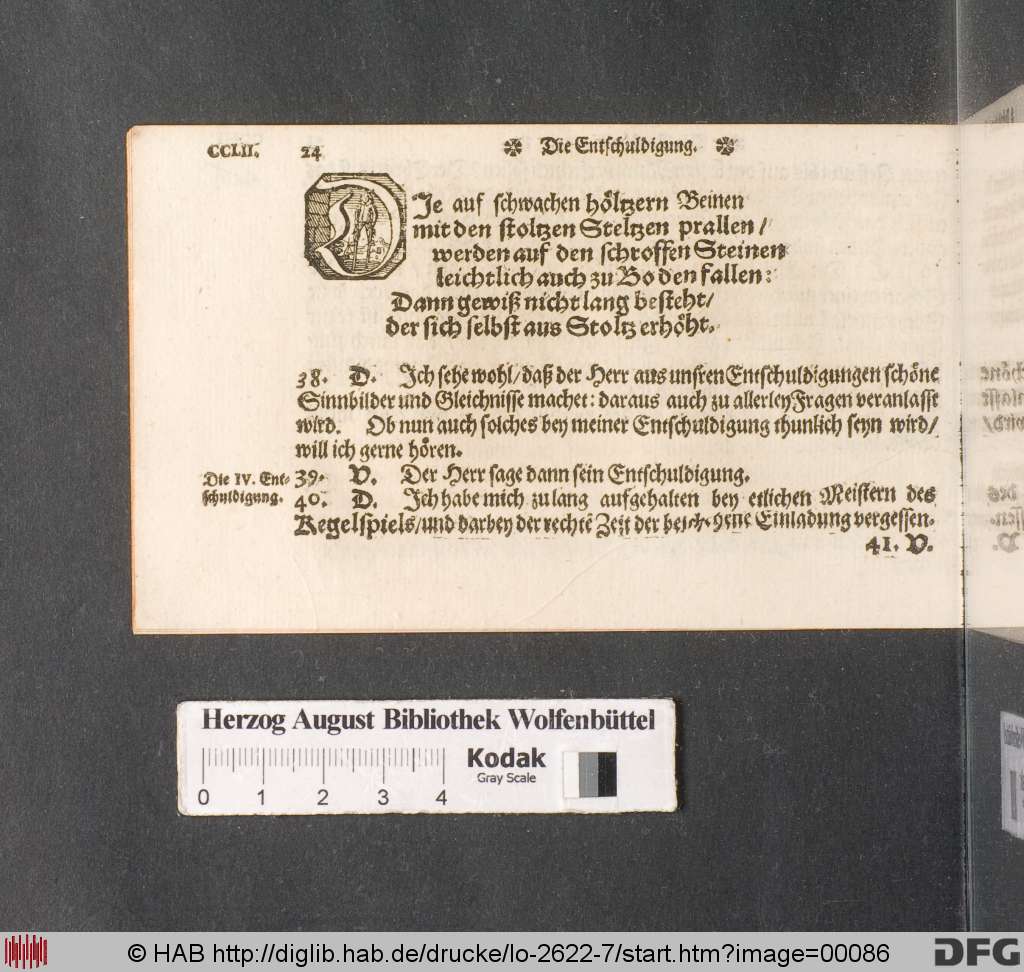 CCLII. 24 Die Entschuldigung.
DIe auf schwachen höltzern Beinen
mit den stoltzen Steltzen prallen /
werden auf den schroffen Steinen
leichtlich auch zu Boden fallen:
Dann gewiß nicht lang besteht /
der sich selbst aus Stoltz erhöht.
38. D. Ich sehe wohl / daß der Herr aus unsren Entschuldigungen schöne
Sinnbilder und Gleichnisse machet: daraus auch zu allerley Fragen veranlasst
wird. Ob nun auch solches bey meiner Entschuldigung thunlich seyn wird /
will ich gerne hören.
Die IV. Ent-
schuldigung.
39. V. Der Herr sage dann sein Entschuldigung.
40. D. Ich habe mich zu lang aufgehalten bey etlichen Meistern des
Kegelspiels / und darbey der rechtē Zeit der Einladung vergessen.
41. V.
Herzog August Bibliothek Wolfenbüttel
Kodak
Gray Scale
0 1 2 3 4
© HAB http://diglib.hab.de/drucke/lo-2622-7/start.htm?image=00086
DFG